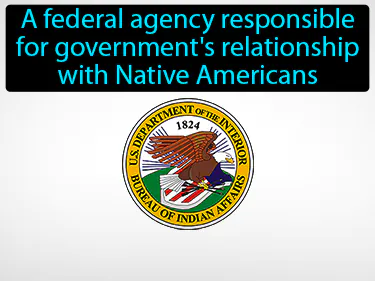 A federal agency responsible
for government's relationship
with Native Americans
U.S. DEPARTMENT OF THE INTERIOR
1824
BUREAU OF INDIAN AFFAIRS